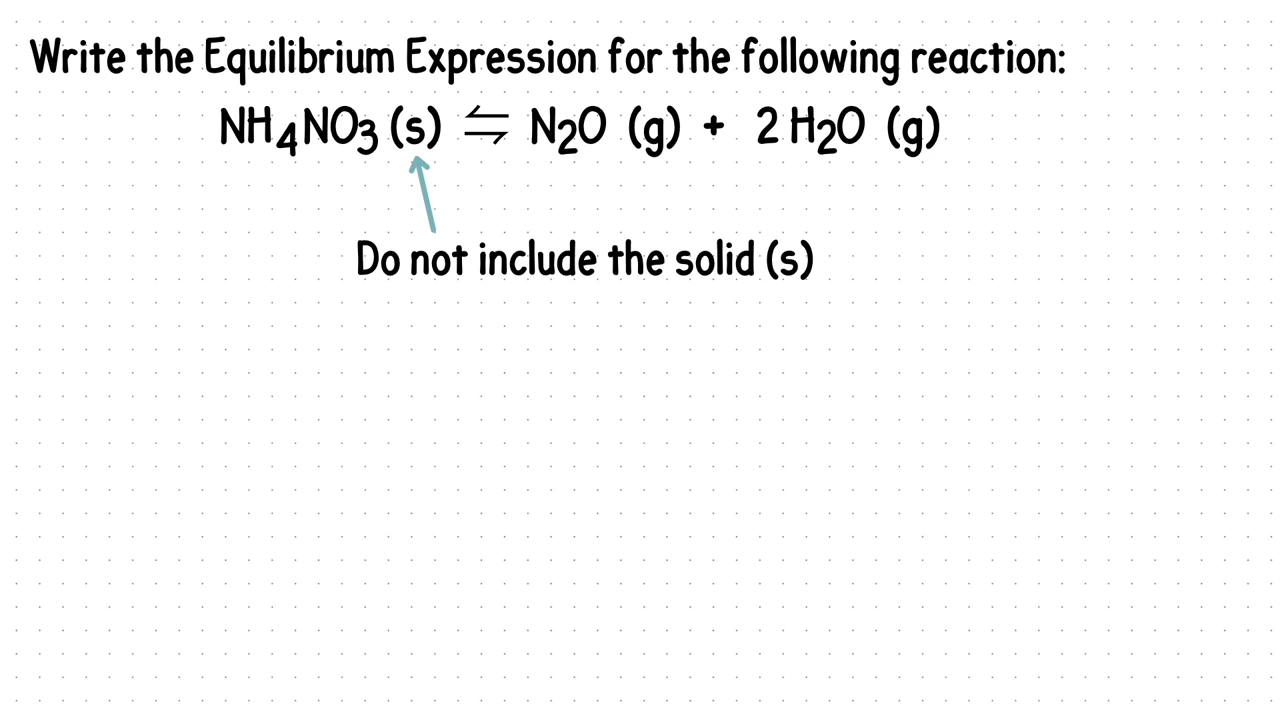 Write the Equilibrium Expression for the following reaction:
NH4NO3 (s) ⇌ N2O (g) + 2 H2O (g)
Do not include the solid (s)